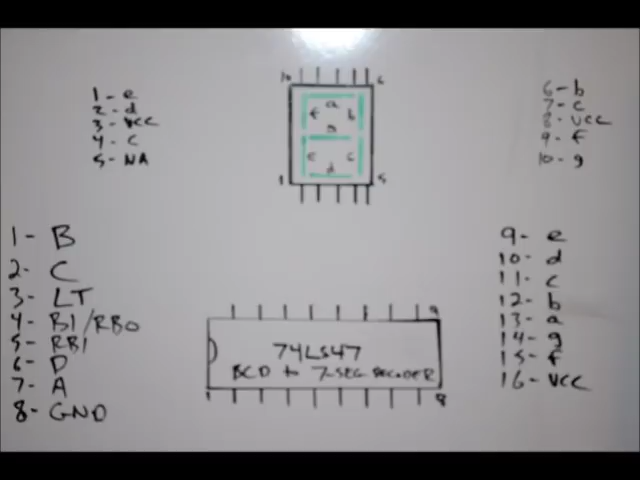 1 - e
2 - d
3 - VCC
4 - C
5 - NA
10 6
a
f b
g
e c
d
1 5
6 - b
7 - C
8 - VCC
9 - f
10 - g
1 - B
2 - C
3 - LT
4 - BI/RBO
5 - RBI
6 - D
7 - A
8 - GND
9
74LS47
BCD to 7-SEG DECODER
1 8
9 - e
10 - d
11 - c
12 - b
13 - a
14 - g
15 - f
16 - VCC